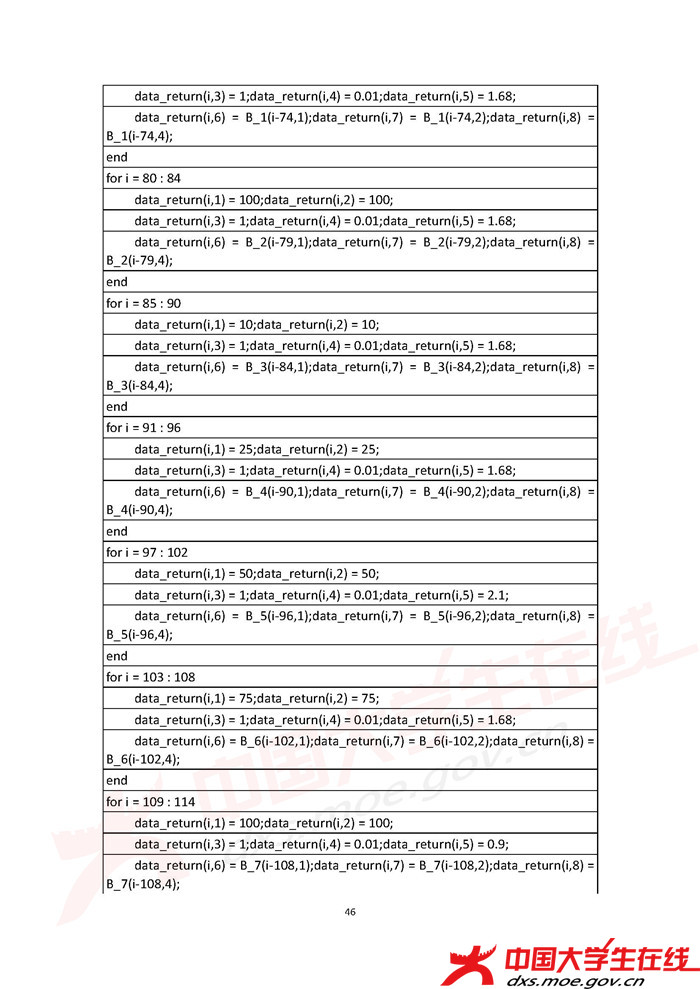 data_return(i,3) = 1;data_return(i,4) = 0.01;data_return(i,5) = 1.68;
data_return(i,6) = B_1(i-74,1);data_return(i,7) = B_1(i-74,2);data_return(i,8) =
B_1(i-74,4);
end
for i = 80 : 84
data_return(i,1) = 100;data_return(i,2) = 100;
data_return(i,3) = 1;data_return(i,4) = 0.01;data_return(i,5) = 1.68;
data_return(i,6) = B_2(i-79,1);data_return(i,7) = B_2(i-79,2);data_return(i,8) =
B_2(i-79,4);
end
for i = 85 : 90
data_return(i,1) = 10;data_return(i,2) = 10;
data_return(i,3) = 1;data_return(i,4) = 0.01;data_return(i,5) = 1.68;
data_return(i,6) = B_3(i-84,1);data_return(i,7) = B_3(i-84,2);data_return(i,8) =
B_3(i-84,4);
end
for i = 91 : 96
data_return(i,1) = 25;data_return(i,2) = 25;
data_return(i,3) = 1;data_return(i,4) = 0.01;data_return(i,5) = 1.68;
data_return(i,6) = B_4(i-90,1);data_return(i,7) = B_4(i-90,2);data_return(i,8) =
B_4(i-90,4);
end
for i = 97 : 102
data_return(i,1) = 50;data_return(i,2) = 50;
data_return(i,3) = 1;data_return(i,4) = 0.01;data_return(i,5) = 2.1;
data_return(i,6) = B_5(i-96,1);data_return(i,7) = B_5(i-96,2);data_return(i,8) =
B_5(i-96,4);
end
for i = 103 : 108
data_return(i,1) = 75;data_return(i,2) = 75;
data_return(i,3) = 1;data_return(i,4) = 0.01;data_return(i,5) = 1.68;
data_return(i,6) = B_6(i-102,1);data_return(i,7) = B_6(i-102,2);data_return(i,8) =
B_6(i-102,4);
end
for i = 109 : 114
data_return(i,1) = 100;data_return(i,2) = 100;
data_return(i,3) = 1;data_return(i,4) = 0.01;data_return(i,5) = 0.9;
data_return(i,6) = B_7(i-108,1);data_return(i,7) = B_7(i-108,2);data_return(i,8) =
B_7(i-108,4);
46
中国大学生在线
dxs.moe.gov.cn
中国大学生在线
dxs.moe.gov.cn